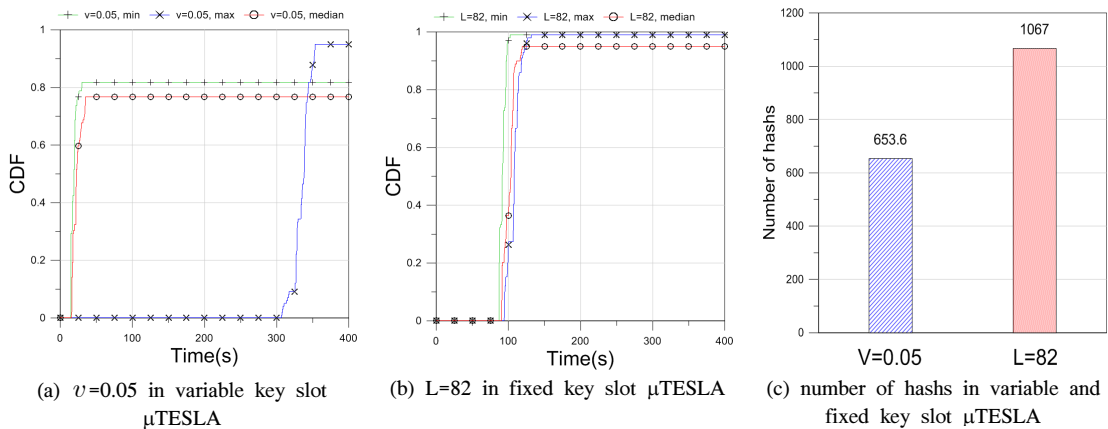 v=0.05, min v=0.05, max v=0.05, median
1
0.8
0.6
0.4
0.2
0
CDF
0 100 200 300 400
Time(s)
(a) v=0.05 in variable key slot
μTESLA
L=82, min L=82, max L=82, median
1
0.8
0.6
0.4
0.2
0
CDF
0 100 200 300 400
Time(s)
(b) L=82 in fixed key slot μTESLA
1200
1000
800
600
400
200
0
Number of hashs
653.6
1067
V=0.05 L=82
(c) number of hashs in variable and
fixed key slot μTESLA